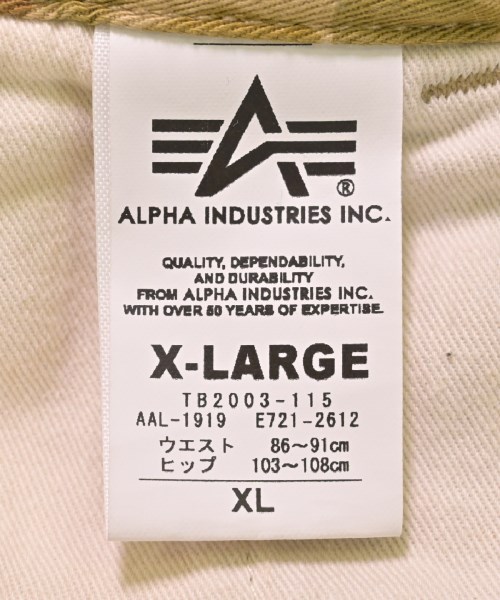 ®
ALPHA INDUSTRIES INC.
QUALITY, DEPENDABILITY,
AND DURABILITY
FROM ALPHA INDUSTRIES INC.
WITH OVER 50 YEARS OF EXPERTISE.
X-LARGE
TB2003-115
AAL-1919 E721-2612
ウエスト 86～91cm
ヒップ 103～108cm
XL